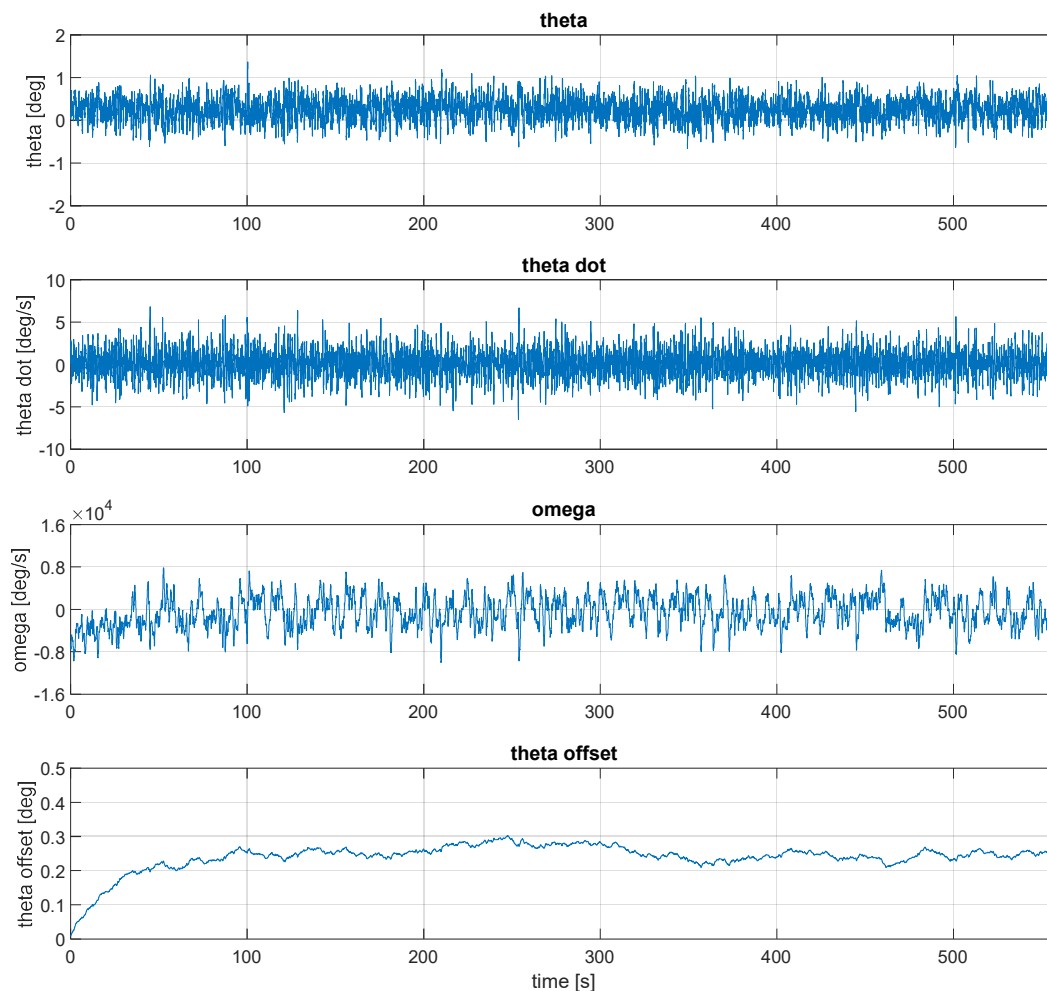 theta
2
1
0
-1
-2
theta [deg]
0 100 200 300 400 500
theta dot
10
5
0
-5
-10
theta dot [deg/s]
0 100 200 300 400 500
omega
×10⁴
1.6
0.8
0
-0.8
-1.6
omega [deg/s]
0 100 200 300 400 500
theta offset
0.5
0.4
0.3
0.2
0.1
0
theta offset [deg]
0 100 200 300 400 500
time [s]